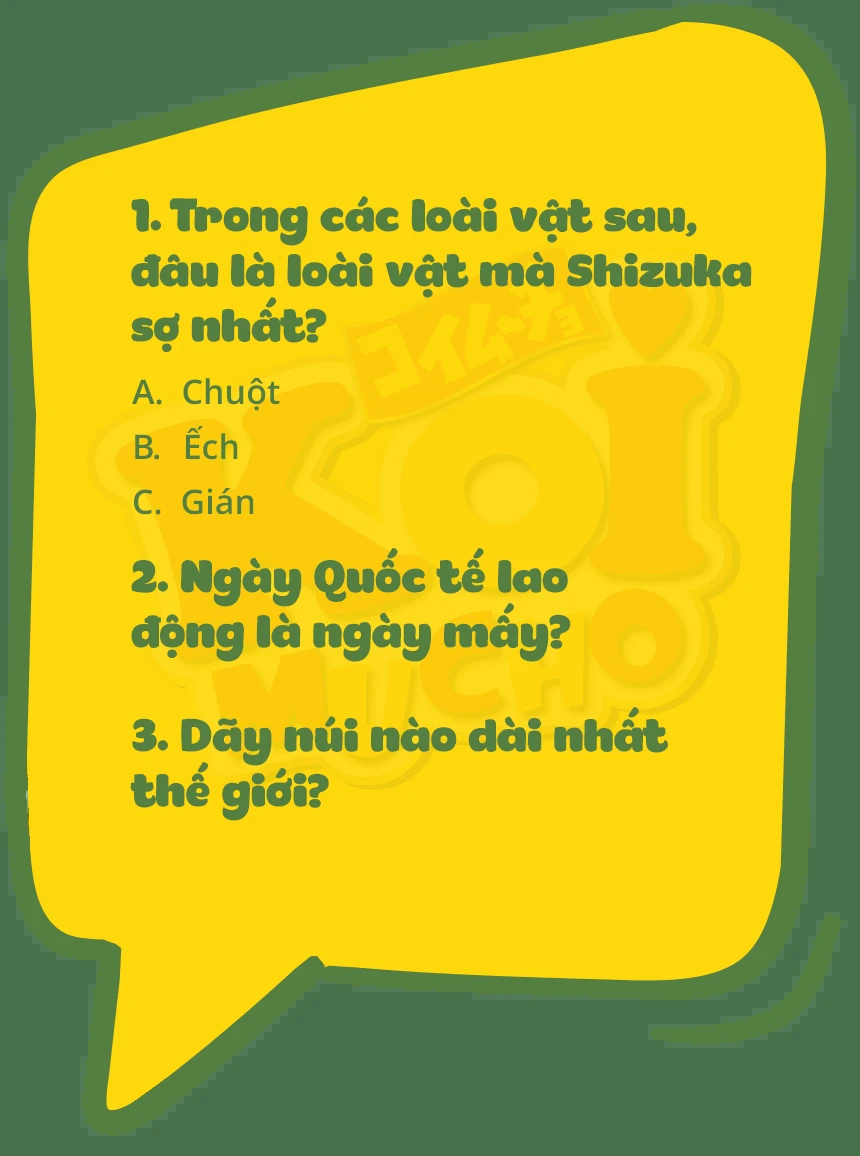 1. Trong các loài vật sau,
đâu là loài vật mà Shizuka
sợ nhất?
コイムーチョ
A. Chuột
B. Ếch
C. Gián
KOI
2. Ngày Quốc tế lao
động là ngày mấy?
MUCHO
3. Dãy núi nào dài nhất
thế giới?